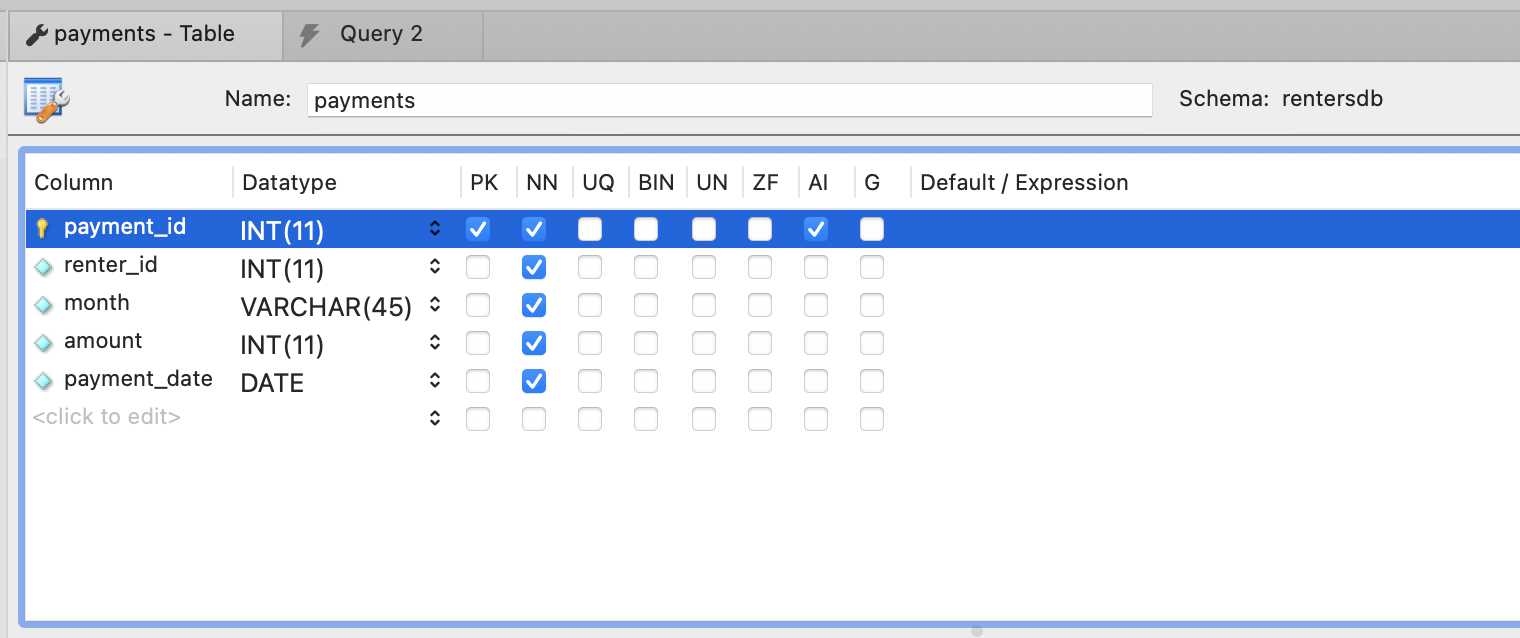 payments - Table Query 2
Name: payments Schema: rentersdb
Column Datatype PK NN UQ BIN UN ZF AI G Default / Expression
payment_id INT(11)
renter_id INT(11)
month VARCHAR(45)
amount INT(11)
payment_date DATE
<click to edit>